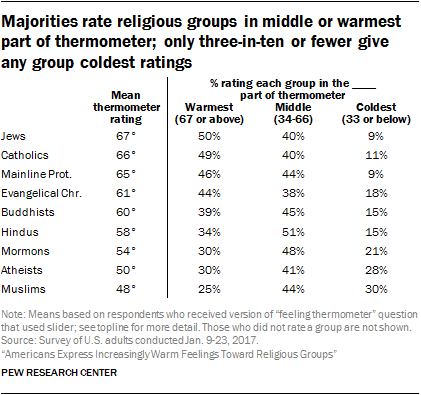 Majorities rate religious groups in middle or warmest
part of thermometer; only three-in-ten or fewer give
any group coldest ratings
% rating each group in the ____
part of thermometer
Mean
thermometer
rating
Warmest
(67 or above)
Middle
(34-66)
Coldest
(33 or below)
Jews 67° 50% 40% 9%
Catholics 66° 49% 40% 11%
Mainline Prot. 65° 46% 44% 9%
Evangelical Chr. 61° 44% 38% 18%
Buddhists 60° 39% 45% 15%
Hindus 58° 34% 51% 15%
Mormons 54° 30% 48% 21%
Atheists 50° 30% 41% 28%
Muslims 48° 25% 44% 30%
Note: Means based on respondents who received version of "feeling thermometer" question
that used slider; see topline for more detail. Those who did not rate a group are not shown.
Source: Survey of U.S. adults conducted Jan. 9-23, 2017.
"Americans Express Increasingly Warm Feelings Toward Religious Groups"
PEW RESEARCH CENTER